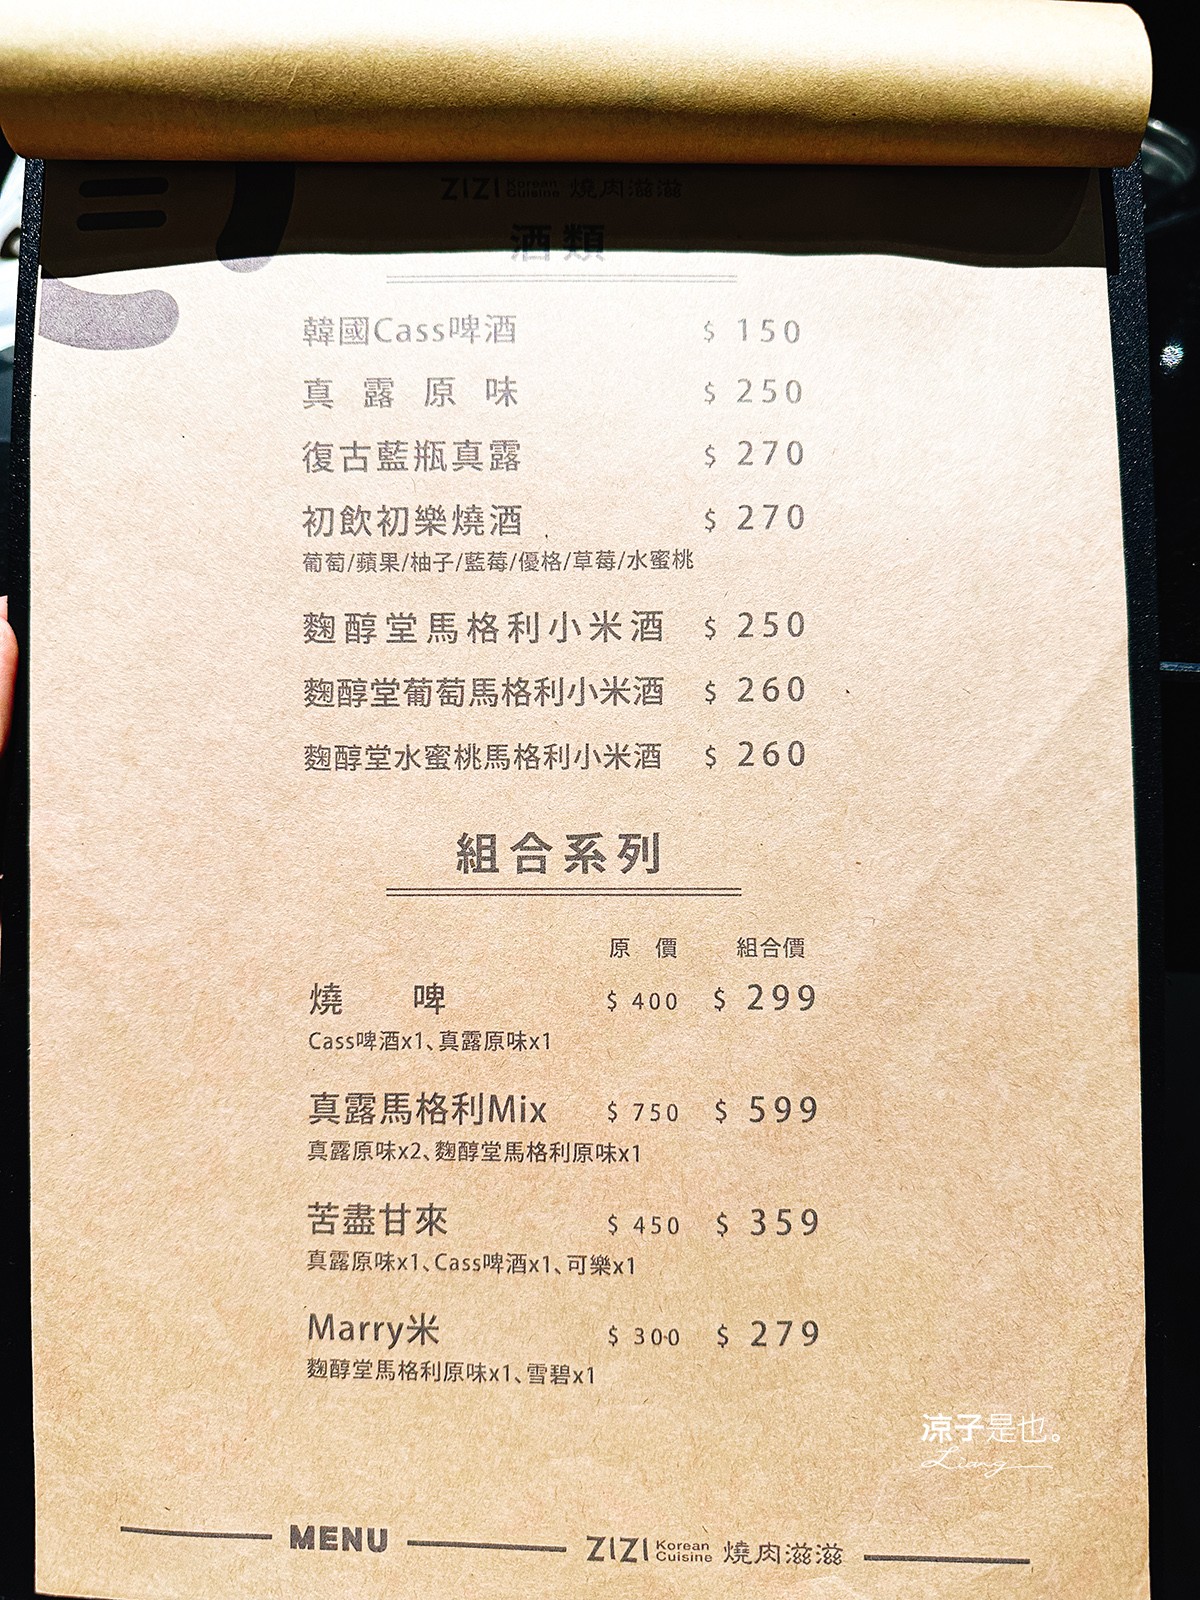 ZIZI Korean Cuisine 燒肉滋滋
酒類
韓國Cass啤酒 $ 150
真露原味 $ 250
復古藍瓶真露 $ 270
初飲初樂燒酒 $ 270
葡萄/蘋果/柚子/藍莓/優格/草莓/水蜜桃
麴醇堂馬格利小米酒 $ 250
麴醇堂葡萄馬格利小米酒 $ 260
麴醇堂水蜜桃馬格利小米酒 $ 260
組合系列
原價 組合價
燒啤 $ 400 $ 299
Cass啤酒x1、真露原味x1
真露馬格利Mix $ 750 $ 599
真露原味x2、麴醇堂馬格利原味x1
苦盡甘來 $ 450 $ 359
真露原味x1、Cass啤酒x1、可樂x1
Marry米 $ 300 $ 279
麴醇堂馬格利原味x1、雪碧x1
涼子是也。
Liang
MENU ZIZI Korean Cuisine 燒肉滋滋